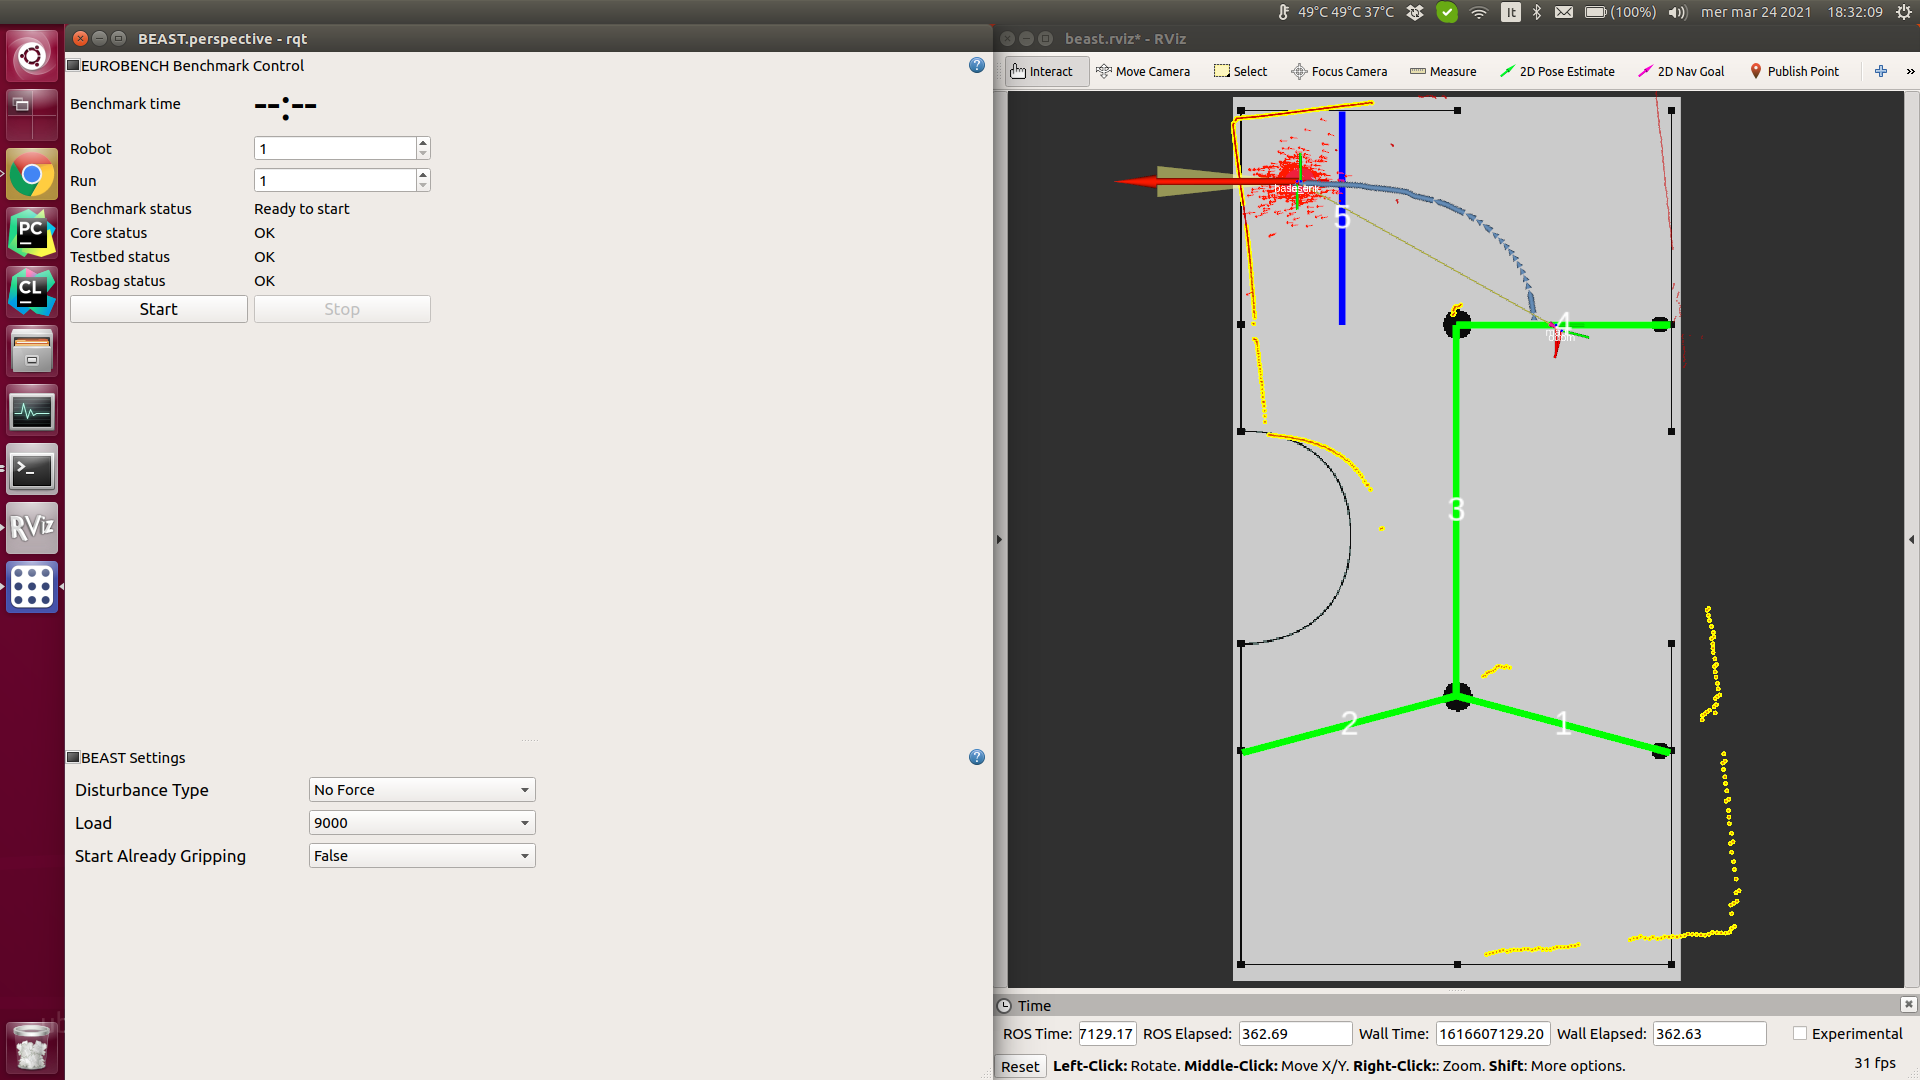 49°C 49°C 37°C It (100%) mer mar 24 2021 18:32:09
BEAST.perspective - rqt
EUROBENCH Benchmark Control
?
Benchmark time --:--
Robot 1
Run 1
Benchmark status Ready to start
Core status OK
Testbed status OK
Rosbag status OK
Start Stop
BEAST Settings
?
Disturbance Type No Force
Load 9000
Start Already Gripping False
PC
CL
>_
RViz
beast.rviz* - RViz
Interact Move Camera Select Focus Camera Measure 2D Pose Estimate 2D Nav Goal Publish Point »
5
4
odom
3
2
1
Time
ROS Time: 7129.17 ROS Elapsed: 362.69 Wall Time: 1616607129.20 Wall Elapsed: 362.63 Experimental
Reset Left-Click: Rotate. Middle-Click: Move X/Y. Right-Click:: Zoom. Shift: More options. 31 fps